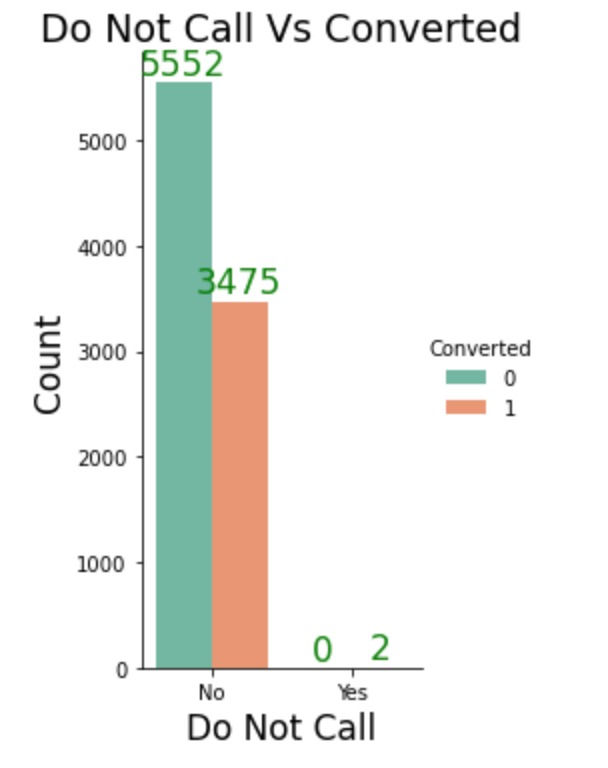 Do Not Call Vs Converted
5552
5000
4000
3475
3000
2000
1000
0
Count
Converted
0
1
0
2
No
Yes
Do Not Call